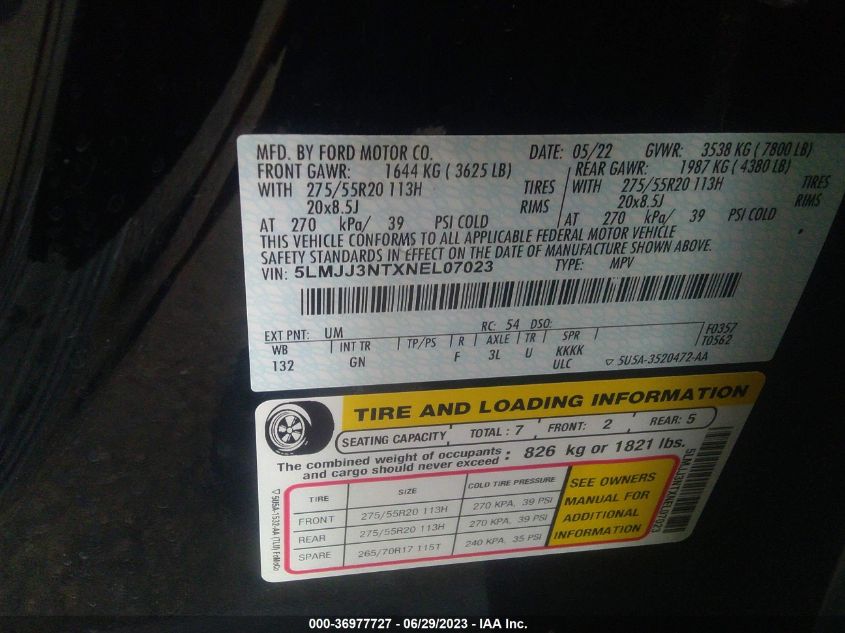 MFD. BY FORD MOTOR CO. DATE: 05/22 GVWR: 3538 KG ( 7800 LB)
FRONT GAWR: 1644 KG ( 3625 LB) REAR GAWR: 1987 KG ( 4380 LB)
WITH 275/55R20 113H TIRES WITH 275/55R20 113H TIRES
20x8.5J RIMS 20x8.5J RIMS
AT 270 kPa/ 39 PSI COLD AT 270 kPa/ 39 PSI COLD
THIS VEHICLE CONFORMS TO ALL APPLICABLE FEDERAL MOTOR VEHICLE
SAFETY STANDARDS IN EFFECT ON THE DATE OF MANUFACTURE SHOWN ABOVE.
VIN: 5LMJJ3NTXNEL07023 TYPE: MPV
EXT PNT: UM RC: 54 DSO: F0357
WB INT TR TP/PS R AXLE TR SPR T0562
132 GN F 3L U KKKK
ULC ▽ 5U5A-3520472-AA
TIRE AND LOADING INFORMATION
SEATING CAPACITY TOTAL : 7 FRONT: 2 REAR: 5
The combined weight of occupants
and cargo should never exceed : 826 kg or 1821 lbs.
TIRE SIZE COLD TIRE PRESSURE
FRONT 275/55R20 113H 270 KPA, 39 PSI
REAR 275/55R20 113H 270 KPA, 39 PSI
SPARE 265/70R17 115T 240 KPA, 35 PSI
SEE OWNERS
MANUAL FOR
ADDITIONAL
INFORMATION
5LMJJ3NTXNEL07023
▽ 5U5A-1532-AA (TLU)
000-36977727 - 06/29/2023 - IAA Inc.